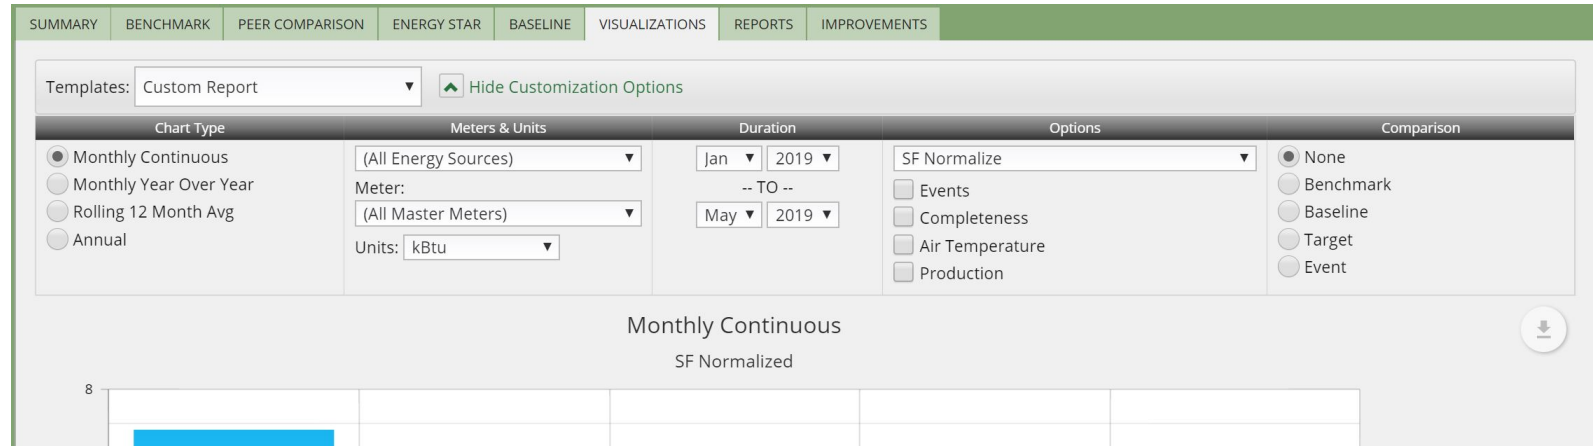 SUMMARY BENCHMARK PEER COMPARISON ENERGY STAR BASELINE VISUALIZATIONS REPORTS IMPROVEMENTS
Templates: Custom Report Hide Customization Options
Chart Type Meters & Units Duration Options Comparison
Monthly Continuous
Monthly Year Over Year
Rolling 12 Month Avg
Annual
(All Energy Sources)
Meter:
(All Master Meters)
Units: kBtu
Jan 2019
-- TO --
May 2019
SF Normalize
Events
Completeness
Air Temperature
Production
None
Benchmark
Baseline
Target
Event
Monthly Continuous
SF Normalized
8